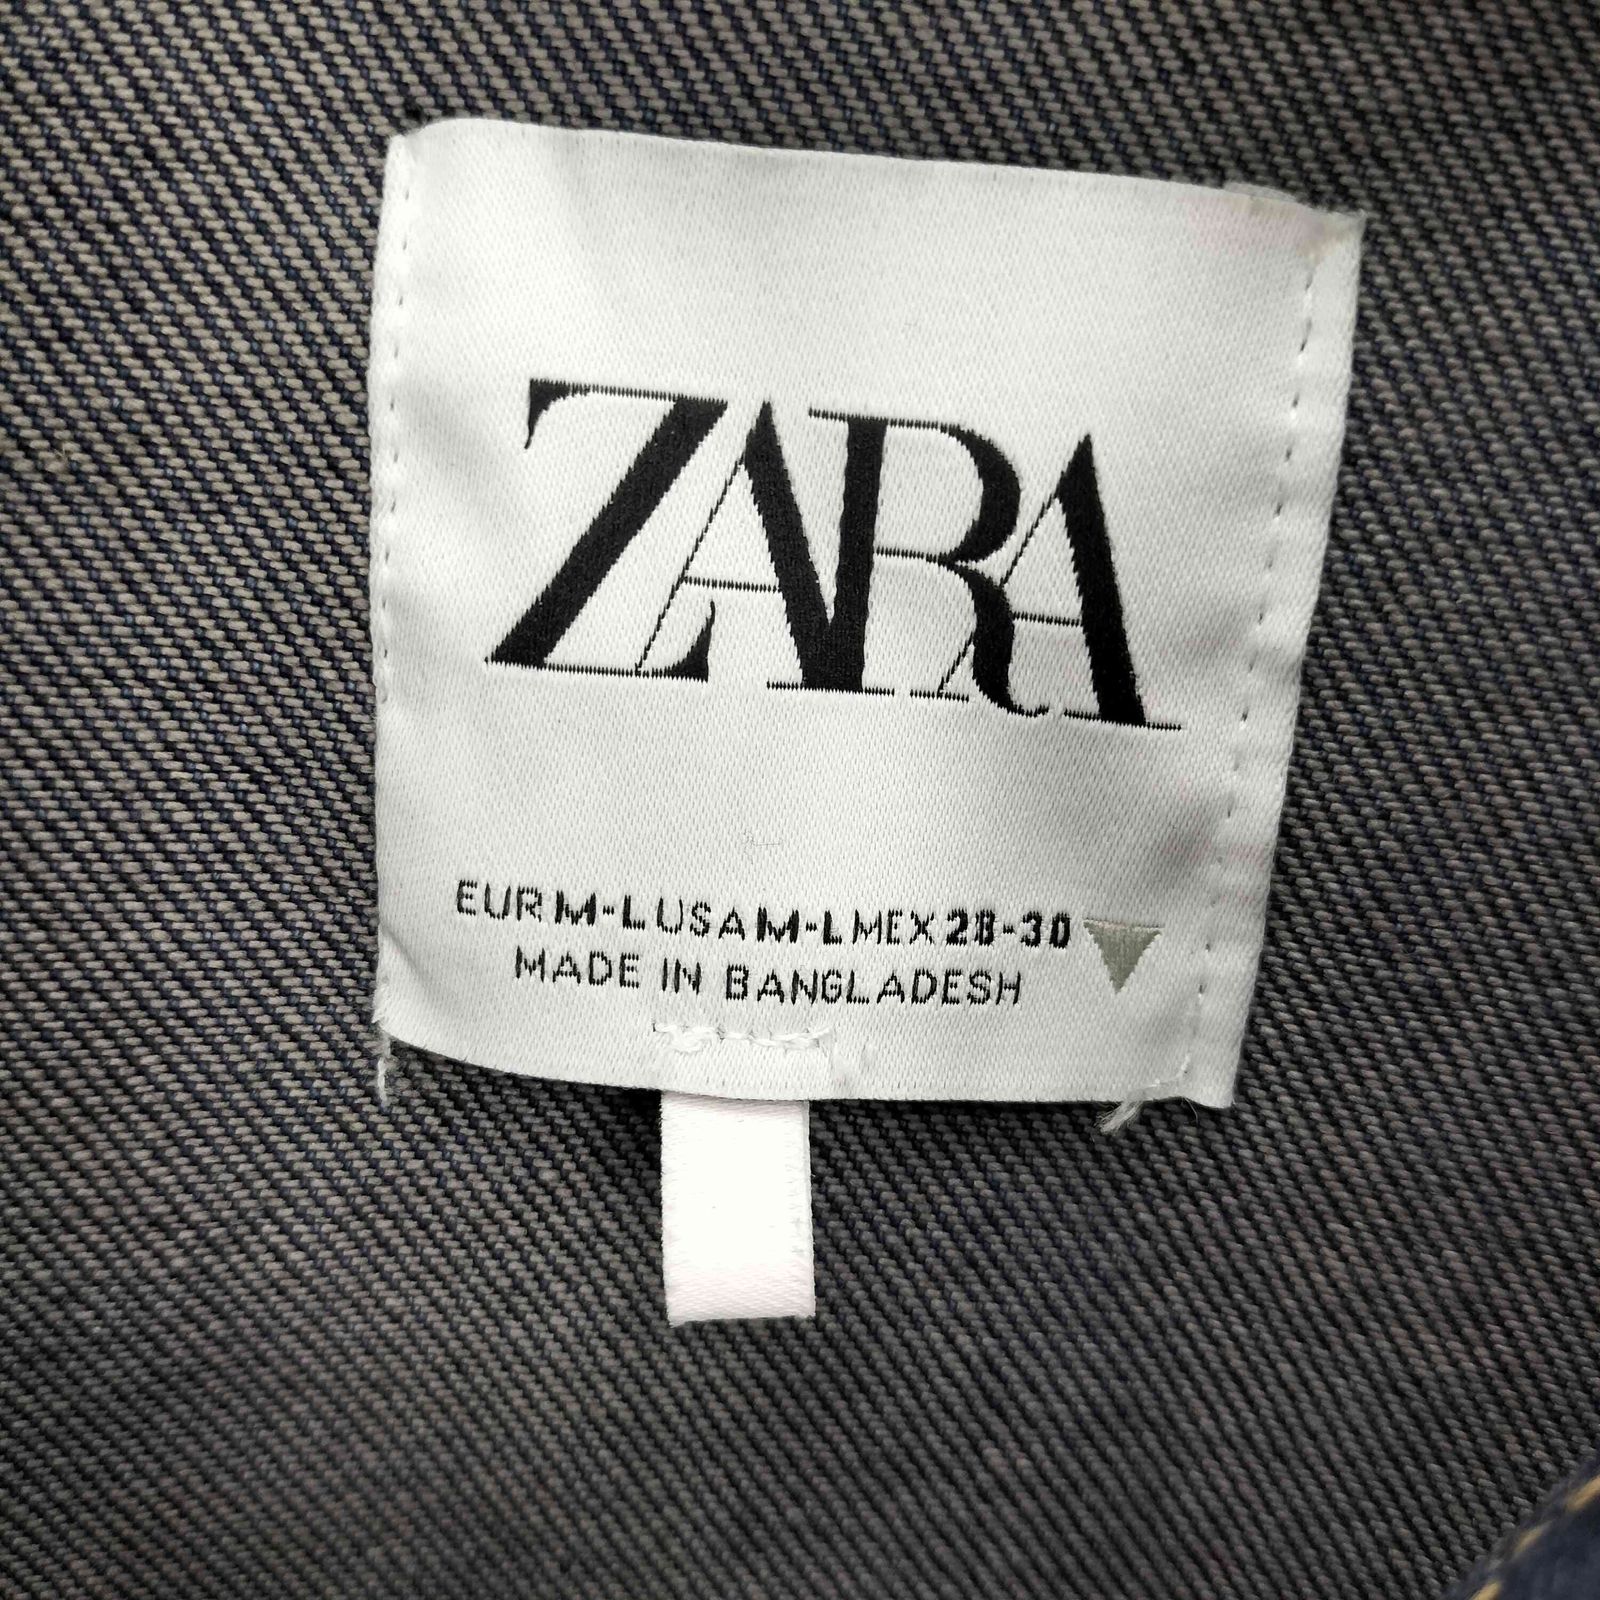 ZARA
EUR M-L USA M-L MEX 28-30
MADE IN BANGLADESH